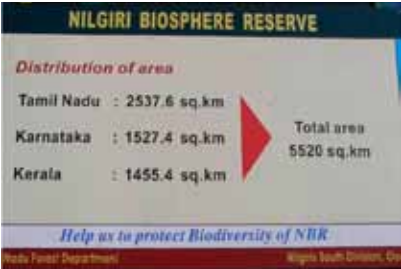 NILGIRI BIOSPHERE RESERVE
Distribution of area
Tamil Nadu : 2537.6 sq.km
Karnataka : 1527.4 sq.km
Kerala : 1455.4 sq.km
Total area
5520 sq.km
Help us to protect Biodiversity of NBR
Nadu Forest Department
Nilgiris South Division,